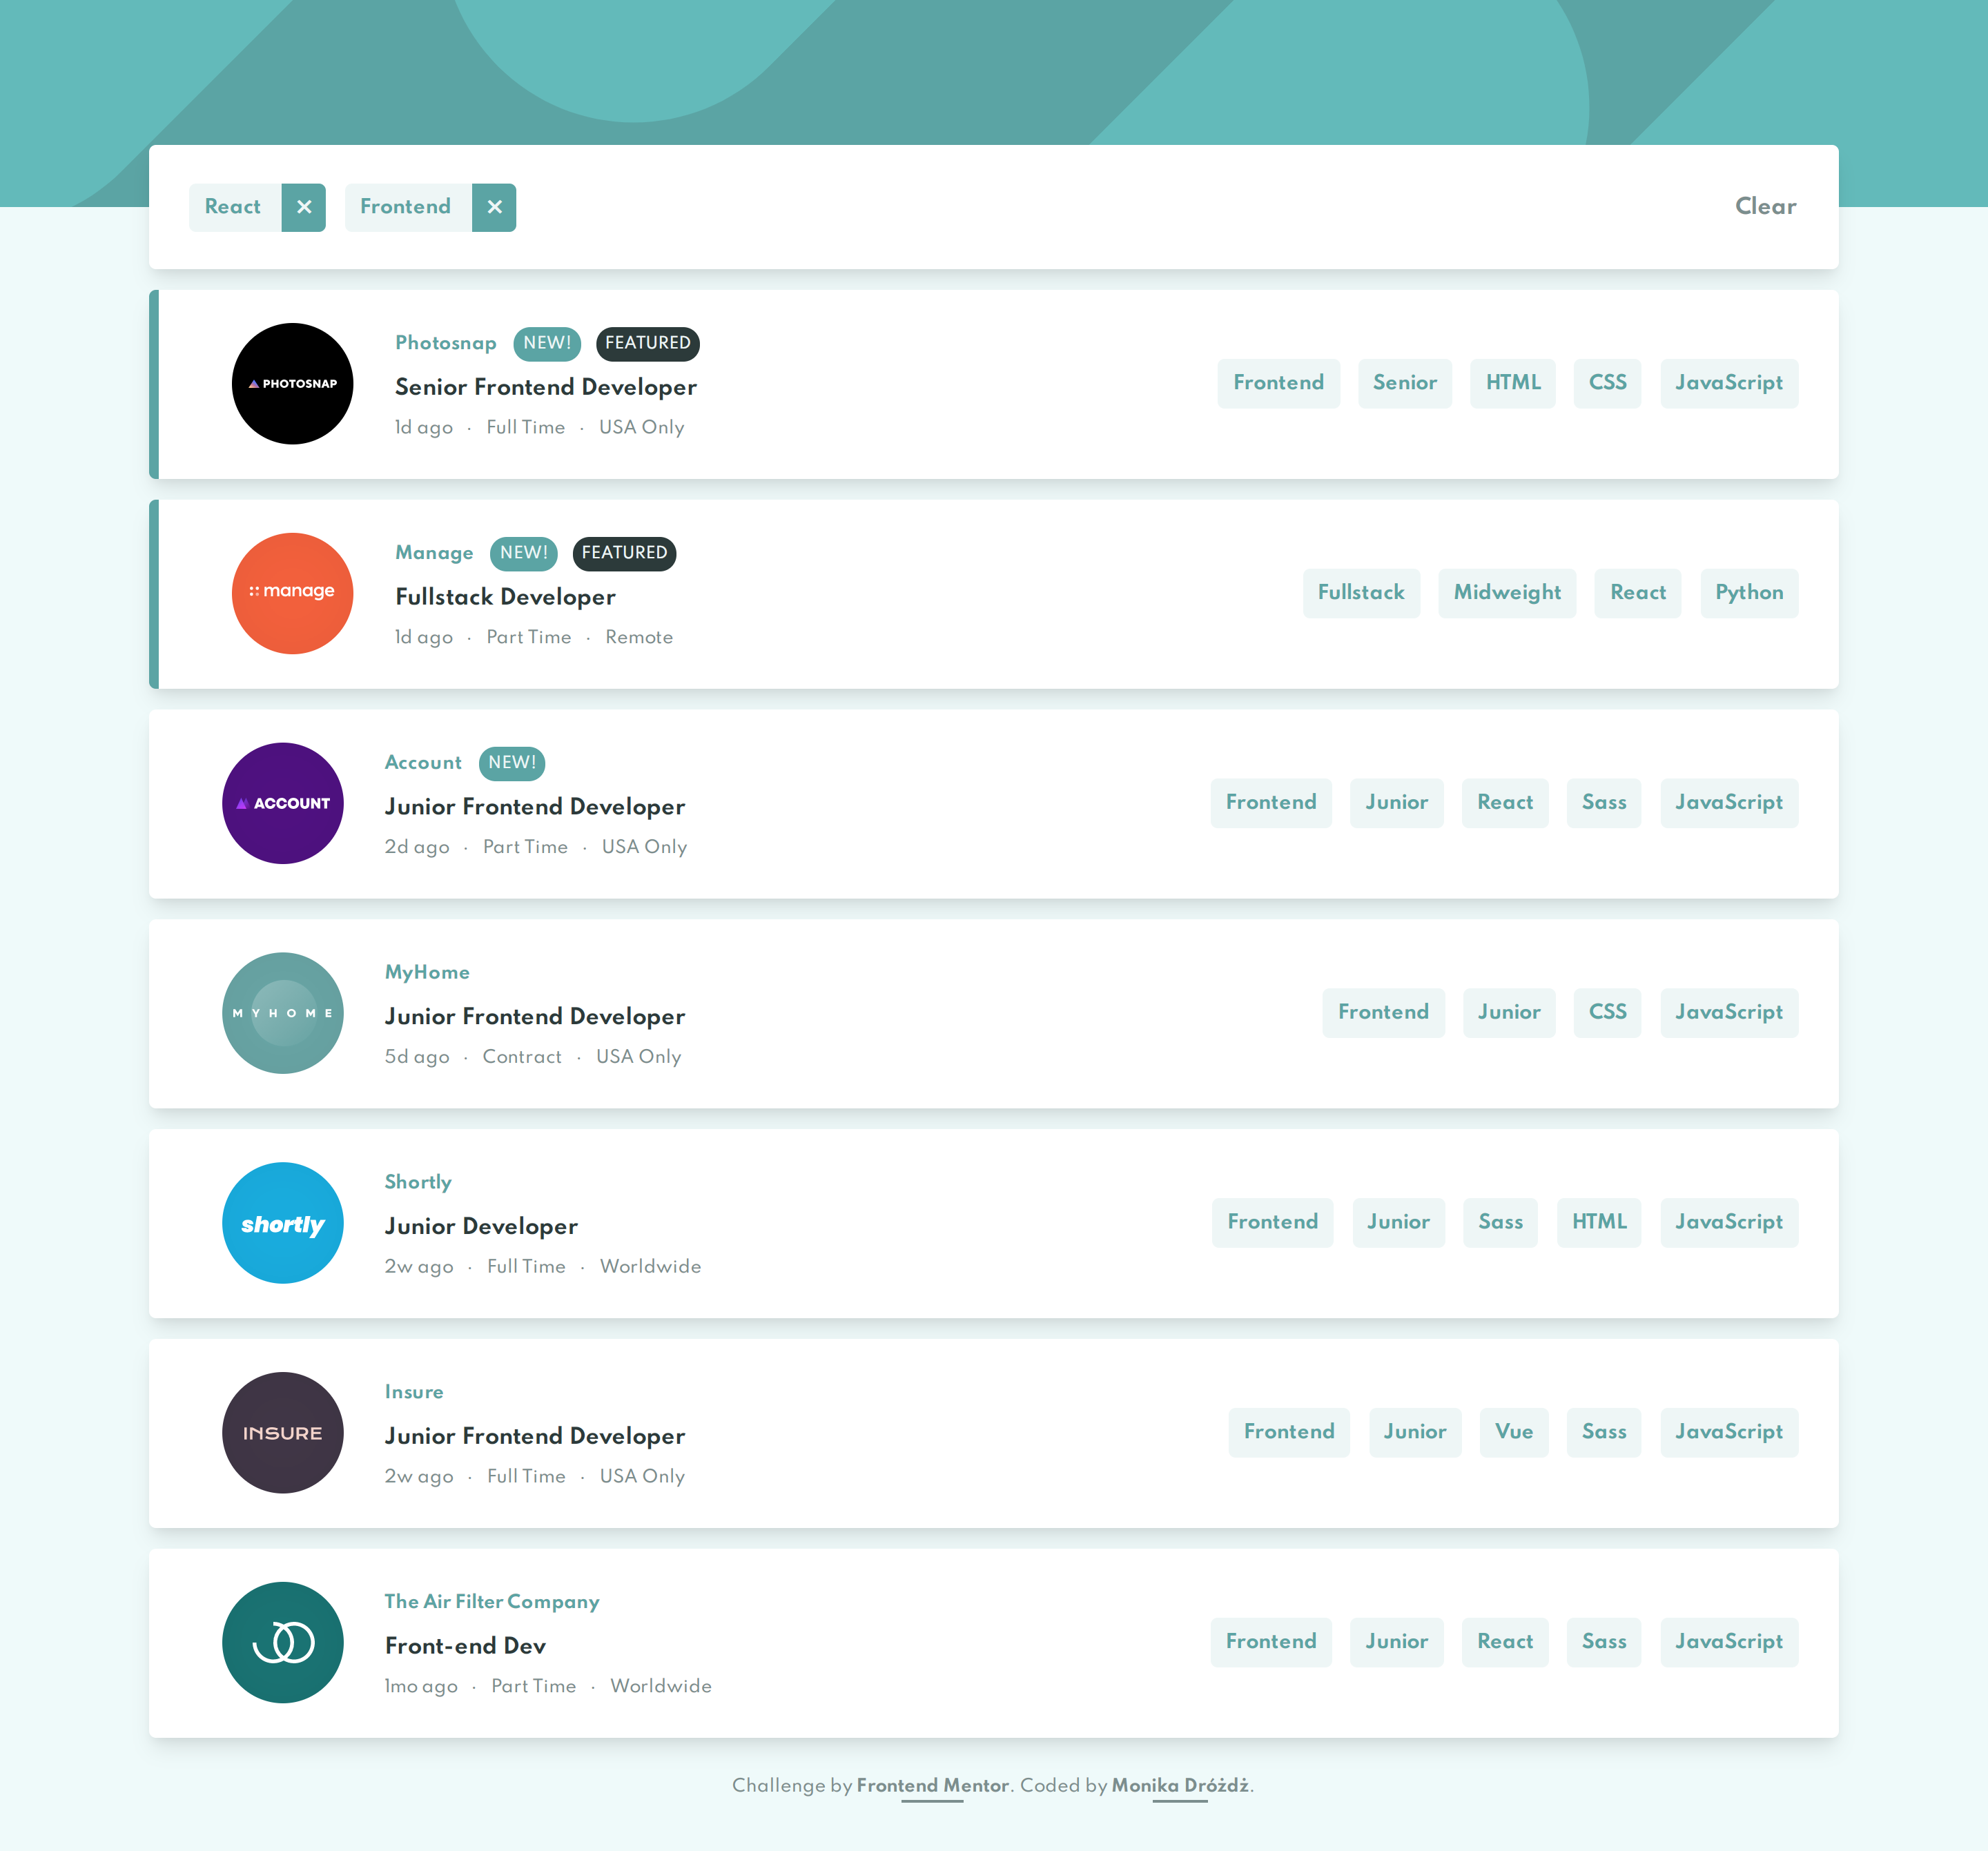 React ✕ Frontend ✕ Clear
PHOTOSNAP
Photosnap NEW! FEATURED
Senior Frontend Developer
1d ago · Full Time · USA Only
Frontend Senior HTML CSS JavaScript
manage
Manage NEW! FEATURED
Fullstack Developer
1d ago · Part Time · Remote
Fullstack Midweight React Python
ACCOUNT
Account NEW!
Junior Frontend Developer
2d ago · Part Time · USA Only
Frontend Junior React Sass JavaScript
MYHOME
MyHome
Junior Frontend Developer
5d ago · Contract · USA Only
Frontend Junior CSS JavaScript
shortly
Shortly
Junior Developer
2w ago · Full Time · Worldwide
Frontend Junior Sass HTML JavaScript
INSURE
Insure
Junior Frontend Developer
2w ago · Full Time · USA Only
Frontend Junior Vue Sass JavaScript
The Air Filter Company
Front-end Dev
1mo ago · Part Time · Worldwide
Frontend Junior React Sass JavaScript
Challenge by Frontend Mentor. Coded by Monika Dróżdż.